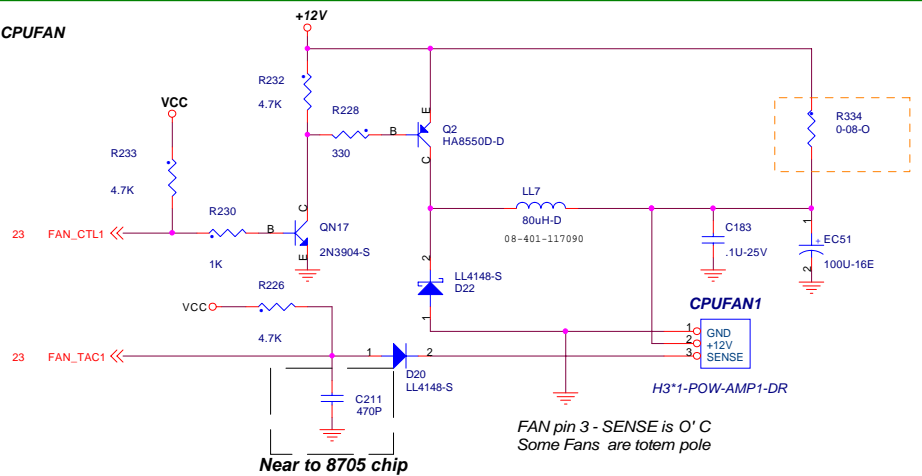 CPUFAN
+12V
R232
4.7K
VCC
R228
330
B
E
C
Q2
HA8550D-D
R334
0-08-O
R233
4.7K
LL7
80uH-D
08-401-117090
23 FAN_CTL1
R230
1K
B
C
E
QN17
2N3904-S
C183
.1U-25V
1
+
2
EC51
100U-16E
2
1
LL4148-S
D22
R226
VCC
4.7K
CPUFAN1
1 GND
2 +12V
3 SENSE
23 FAN_TAC1
1
2
D20
LL4148-S
H3*1-POW-AMP1-DR
C211
470P
FAN pin 3 - SENSE is O' C
Some Fans are totem pole
Near to 8705 chip